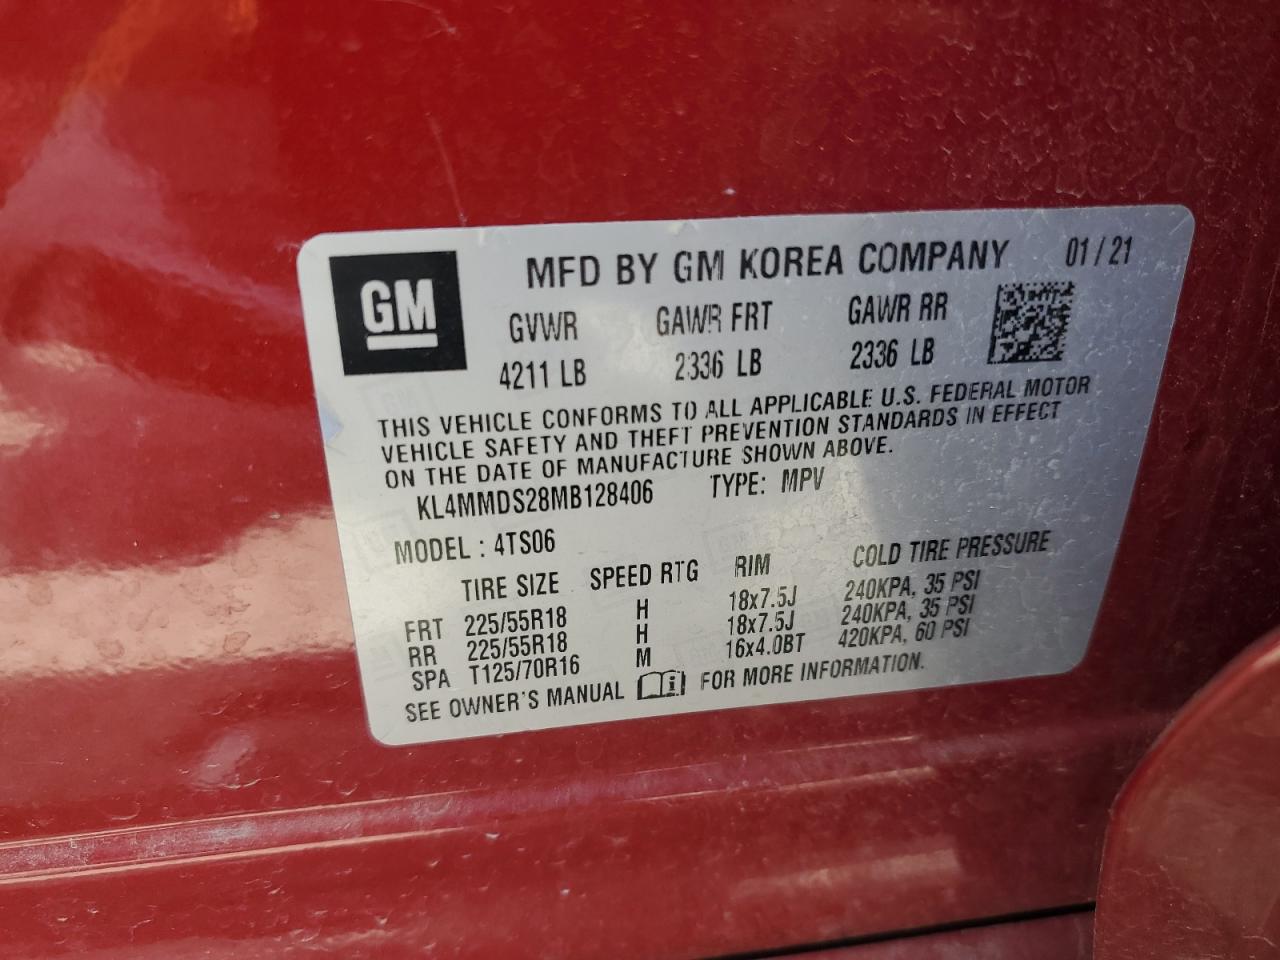 GM
MFD BY GM KOREA COMPANY 01/21
GVWR GAWR FRT GAWR RR
4211 LB 2336 LB 2336 LB
THIS VEHICLE CONFORMS TO ALL APPLICABLE U.S. FEDERAL MOTOR
VEHICLE SAFETY AND THEFT PREVENTION STANDARDS IN EFFECT
ON THE DATE OF MANUFACTURE SHOWN ABOVE.
KL4MMDS28MB128406 TYPE: MPV
MODEL : 4TS06
TIRE SIZE SPEED RTG RIM COLD TIRE PRESSURE
FRT 225/55R18 H 18x7.5J 240KPA, 35 PSI
RR 225/55R18 H 18x7.5J 240KPA, 35 PSI
SPA T125/70R16 M 16x4.0BT 420KPA, 60 PSI
SEE OWNER'S MANUAL FOR MORE INFORMATION.